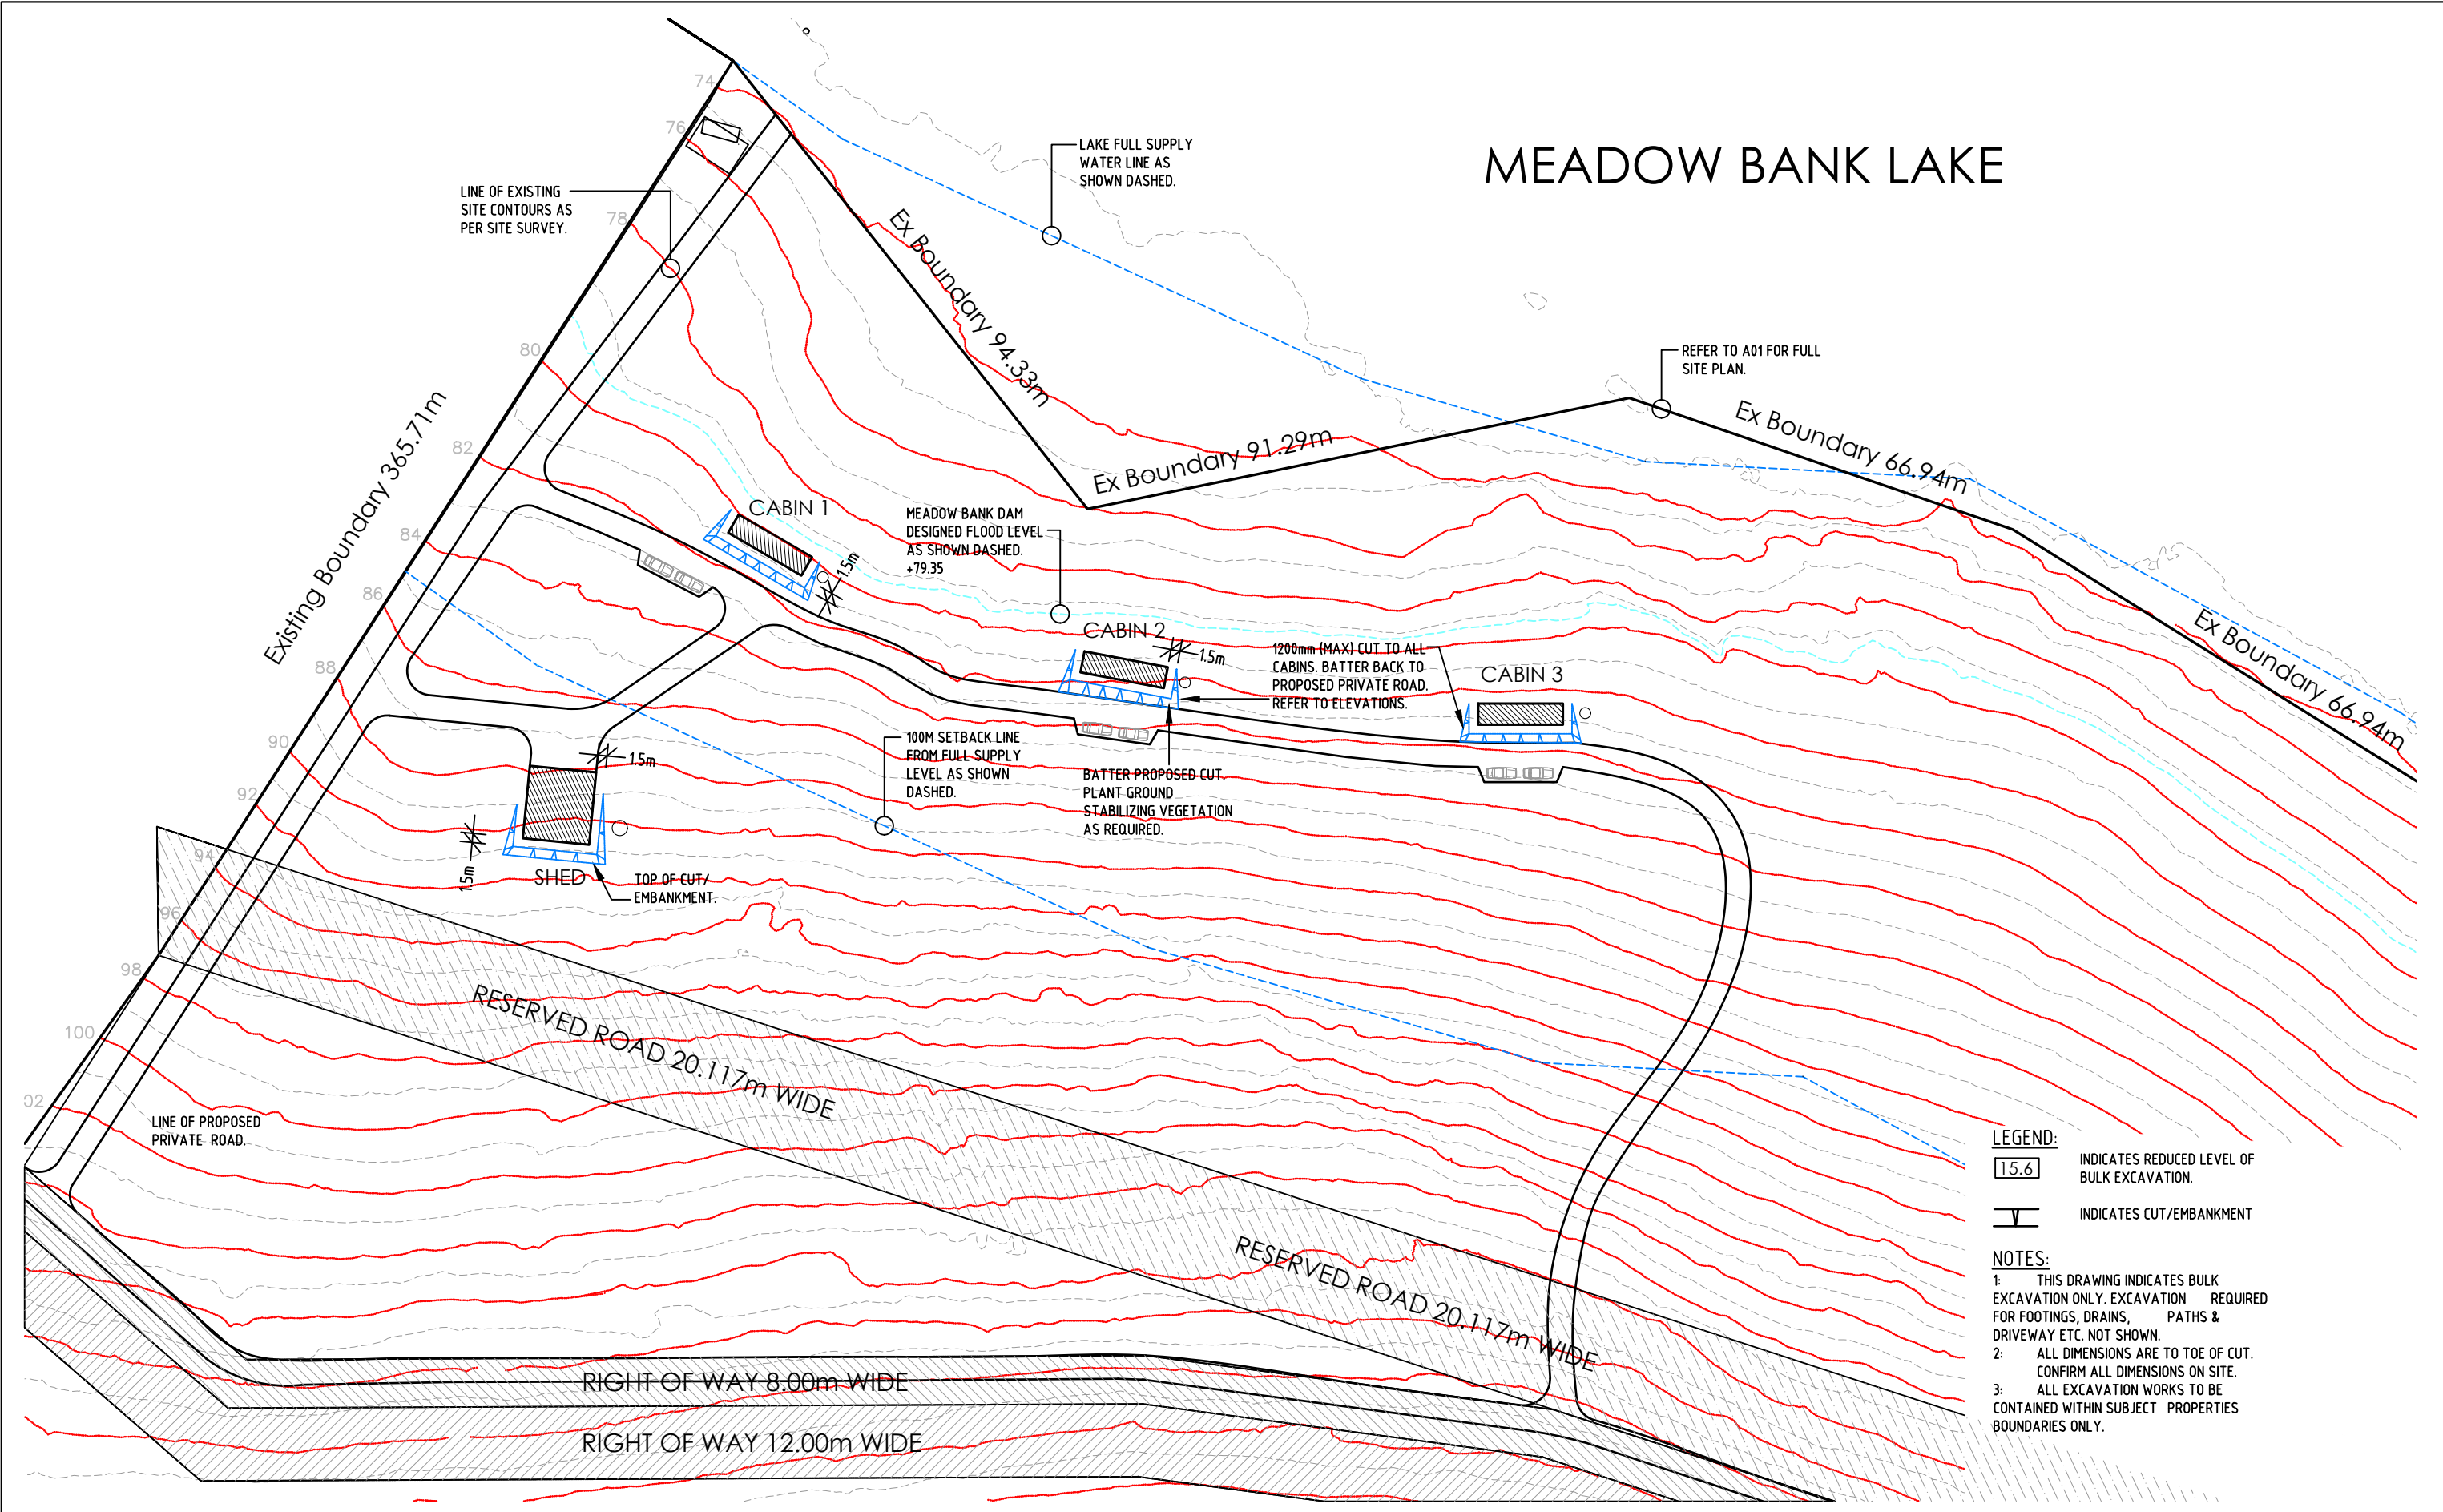 MEADOW BANK LAKE
LAKE FULL SUPPLY
WATER LINE AS
SHOWN DASHED.
LINE OF EXISTING
SITE CONTOURS AS
PER SITE SURVEY.
74
76
78
80
82
84
86
88
90
92
94
96
98
100
02
Ex Boundary 94.33m
Ex Boundary 91.29m
REFER TO A01 FOR FULL
SITE PLAN.
Ex Boundary 66.94m
Ex Boundary 66.94m
Existing Boundary 365.71m
CABIN 1
1.5m
MEADOW BANK DAM
DESIGNED FLOOD LEVEL
AS SHOWN DASHED.
+79.35
CABIN 2
1.5m
1200mm (MAX) CUT TO ALL
CABINS. BATTER BACK TO
PROPOSED PRIVATE ROAD.
REFER TO ELEVATIONS.
CABIN 3
100M SETBACK LINE
FROM FULL SUPPLY
LEVEL AS SHOWN
DASHED.
BATTER PROPOSED CUT.
PLANT GROUND
STABILIZING VEGETATION
AS REQUIRED.
1.5m
1.5m
SHED
TOP OF CUT/
EMBANKMENT.
RESERVED ROAD 20.117m WIDE
LINE OF PROPOSED
PRIVATE ROAD.
RESERVED ROAD 20.117m WIDE
RIGHT OF WAY 8.00m WIDE
RIGHT OF WAY 12.00m WIDE
LEGEND:
15.6 INDICATES REDUCED LEVEL OF
BULK EXCAVATION.
INDICATES CUT/EMBANKMENT
NOTES:
1: THIS DRAWING INDICATES BULK
EXCAVATION ONLY. EXCAVATION REQUIRED
FOR FOOTINGS, DRAINS, PATHS &
DRIVEWAY ETC. NOT SHOWN.
2: ALL DIMENSIONS ARE TO TOE OF CUT.
CONFIRM ALL DIMENSIONS ON SITE.
3: ALL EXCAVATION WORKS TO BE
CONTAINED WITHIN SUBJECT PROPERTIES
BOUNDARIES ONLY.